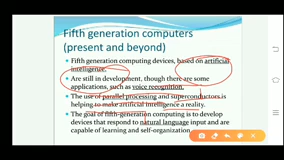 Fifth generation computers
(present and beyond)
Fifth generation computing devices, based on artificial
intelligence.
Are still in development, though there are some
applications, such as voice recognition.
The use of parallel processing and superconductors is
helping to make artificial intelligence a reality.
The goal of fifth-generation computing is to develop
devices that respond to natural language input and are
capable of learning and self-organization.